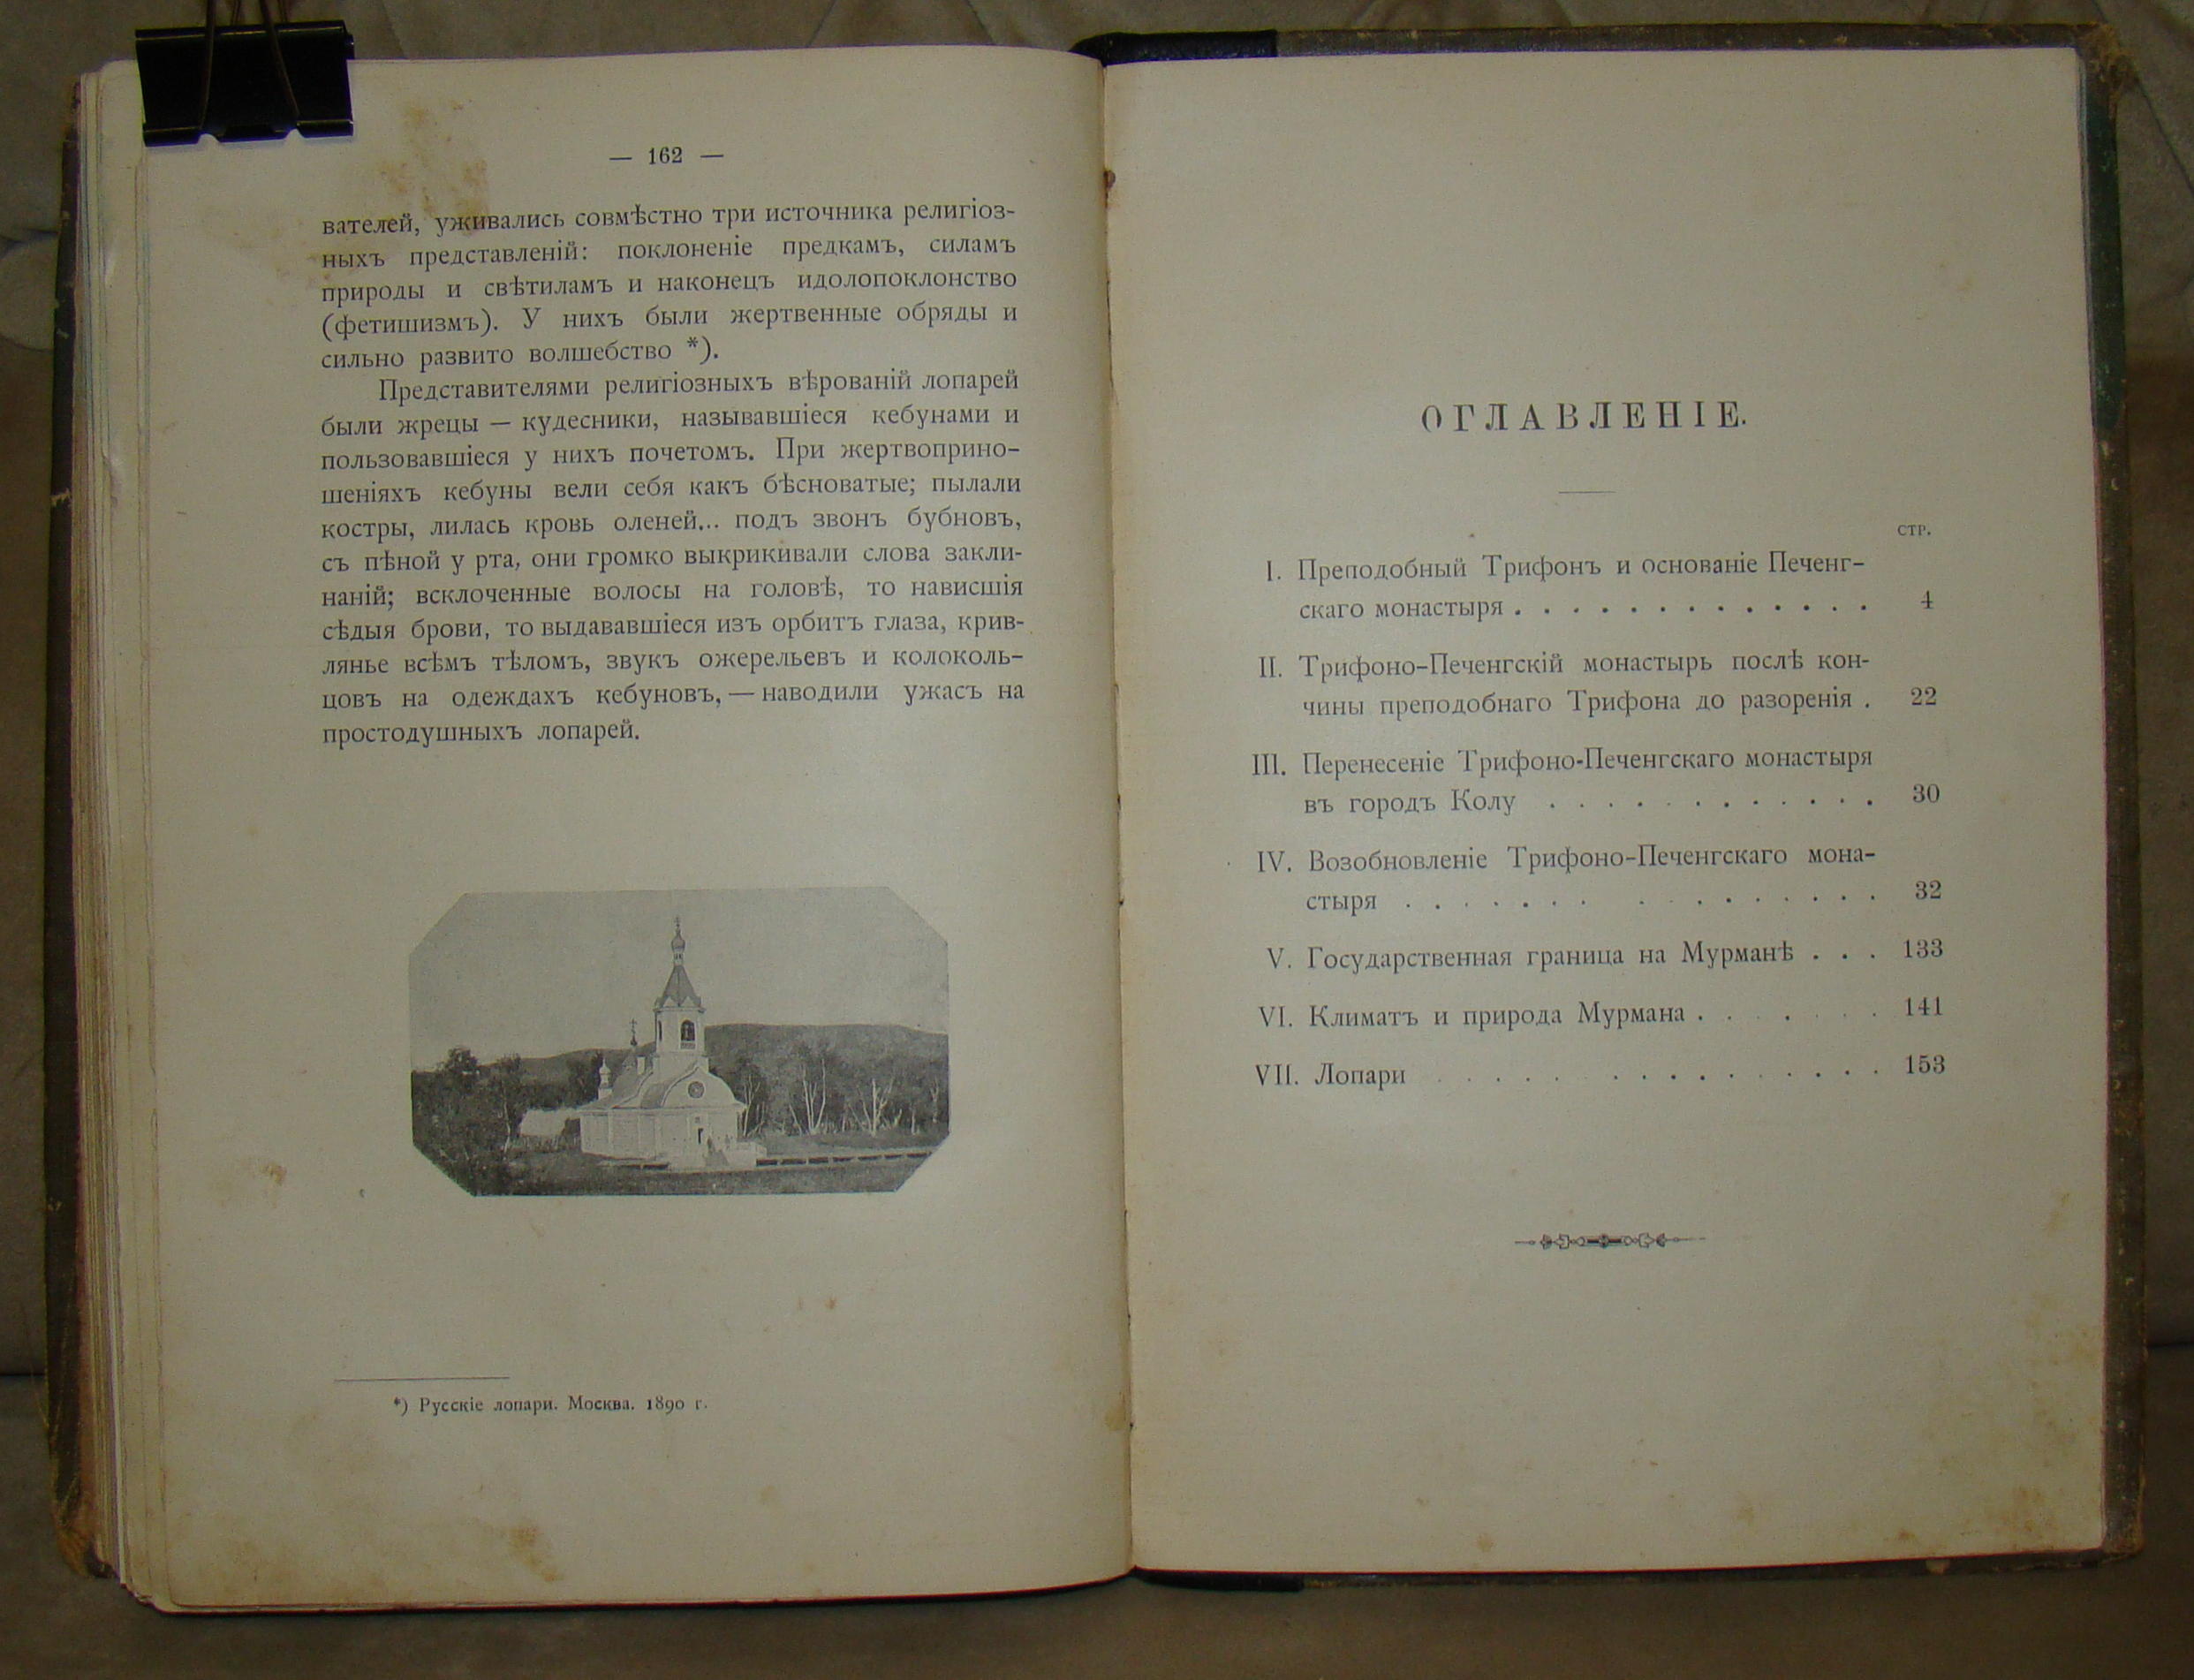 — 162 —
вателей, уживались совмѣстно три источника религіоз-
ныхъ представленій: поклоненіе предкамъ, силамъ
природы и свѣтиламъ и наконецъ идолопоклонство
(фетишизмъ). У нихъ были жертвенные обряды и
сильно развито волшебство *).
Представителями религіозныхъ вѣрованій лопарей
были жрецы — кудесники, называвшіеся кебунами и
пользовавшіеся у нихъ почетомъ. При жертвоприно-
шеніяхъ кебуны вели себя какъ бѣсноватые; пылали
костры, лилась кровь оленей... подъ звонъ бубновъ,
съ пѣной у рта, они громко выкрикивали слова закли-
наній; всклоченные волосы на головѣ, то нависшія
сѣдыя брови, то выдававшіеся изъ орбитъ глаза, крив-
лянье всѣмъ тѣломъ, звукъ ожерельевъ и колоколь-
цовъ на одеждахъ кебуновъ, — наводили ужасъ на
простодушныхъ лопарей.
*) Русскіе лопари. Москва. 1890 г.
ОГЛАВЛЕНІЕ.
СТР.
I. Преподобный Трифонъ и основаніе Печенг-
скаго монастыря . . . . . . . . . . . . . 4
II. Трифоно-Печенгскій монастырь послѣ кон-
чины преподобнаго Трифона до разоренія . 22
III. Перенесеніе Трифоно-Печенгскаго монастыря
въ городъ Колу . . . . . . . . . . . . 30
IV. Возобновленіе Трифоно-Печенгскаго мона-
стыря . . . . . . . . . . . . . . . . 32
V. Государственная граница на Мурманѣ . . . 133
VI. Климатъ и природа Мурмана . . . . . . . 141
VII. Лопари . . . . . . . . . . . . . . . 153